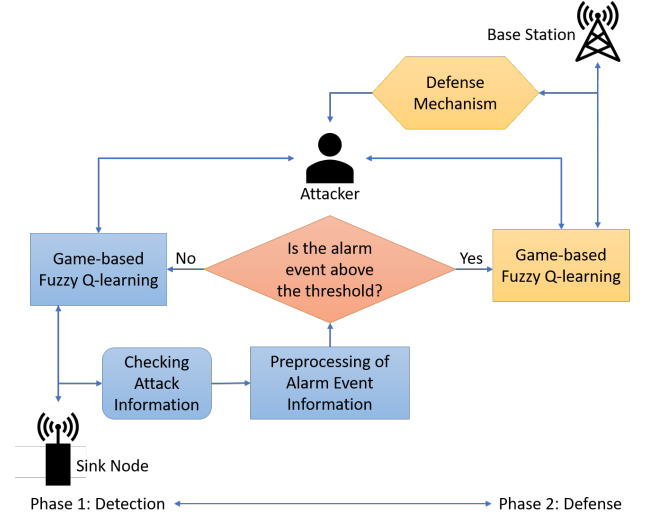 Base Station
Defense
Mechanism
Attacker
Game-based
Fuzzy Q-learning
No
Is the alarm
event above
the threshold?
Yes
Game-based
Fuzzy Q-learning
Checking
Attack
Information
Preprocessing of
Alarm Event
Information
Sink Node
Phase 1: Detection
Phase 2: Defense